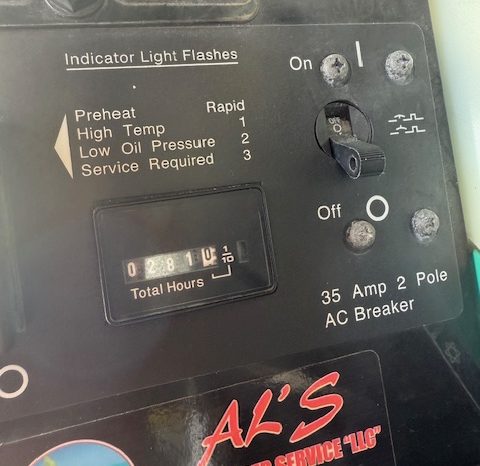 Indicator Light Flashes
Preheat Rapid
High Temp 1
Low Oil Pressure 2
Service Required 3
On
Off
35 Amp 2 Pole
AC Breaker
0 2 8 1 0 1/10
Total Hours
AL'S
SERVICE "LLC"